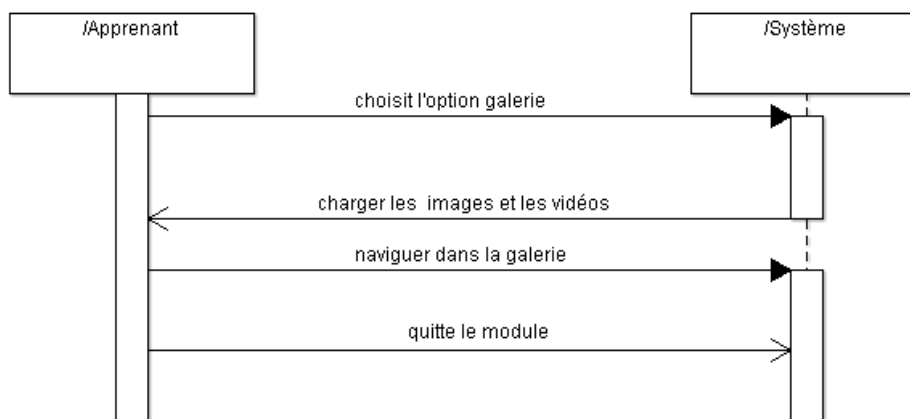 /Apprenant
/Système
choisit l'option galerie
charger les  images et les vidéos
naviguer dans la galerie
quitte le module